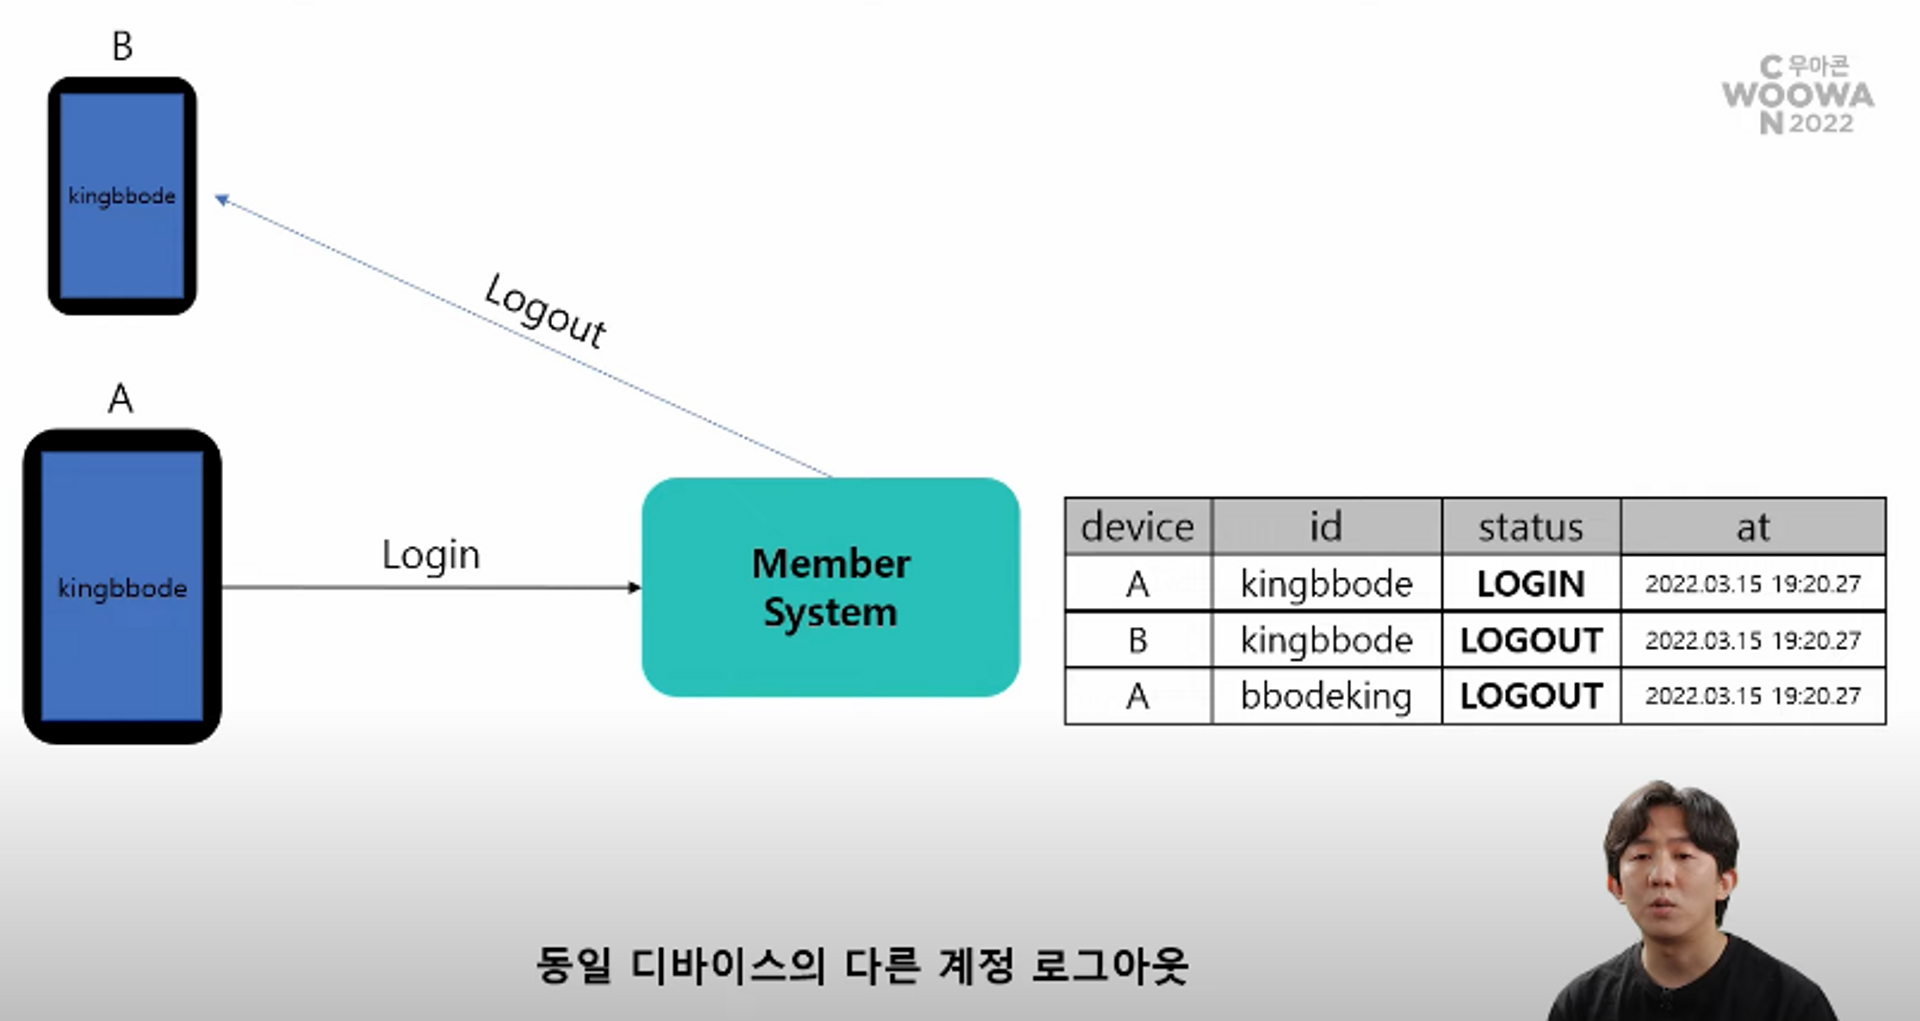 B
C 우아콘
WOOWA
N 2022
kingbbode
Logout
A
kingbbode
Login
Member
System
device id status at
A kingbbode LOGIN 2022.03.15 19:20.27
B kingbbode LOGOUT 2022.03.15 19:20.27
A bbodeking LOGOUT 2022.03.15 19:20.27
동일 디바이스의 다른 계정 로그아웃